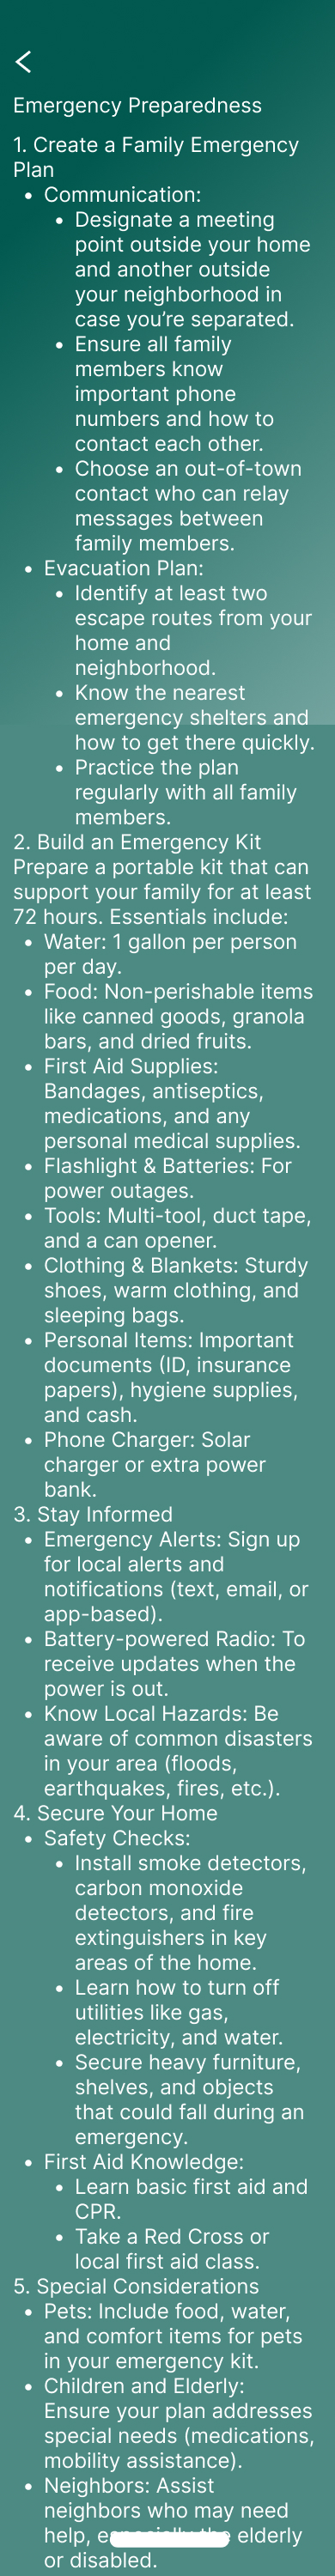 Emergency Preparedness
1. Create a Family Emergency
Plan
• Communication:
• Designate a meeting
point outside your home
and another outside
your neighborhood in
case you’re separated.
• Ensure all family
members know
important phone
numbers and how to
contact each other.
• Choose an out-of-town
contact who can relay
messages between
family members.
• Evacuation Plan:
• Identify at least two
escape routes from your
home and
neighborhood.
• Know the nearest
emergency shelters and
how to get there quickly.
• Practice the plan
regularly with all family
members.
2. Build an Emergency Kit
Prepare a portable kit that can
support your family for at least
72 hours. Essentials include:
• Water: 1 gallon per person
per day.
• Food: Non-perishable items
like canned goods, granola
bars, and dried fruits.
• First Aid Supplies:
Bandages, antiseptics,
medications, and any
personal medical supplies.
• Flashlight & Batteries: For
power outages.
• Tools: Multi-tool, duct tape,
and a can opener.
• Clothing & Blankets: Sturdy
shoes, warm clothing, and
sleeping bags.
• Personal Items: Important
documents (ID, insurance
papers), hygiene supplies,
and cash.
• Phone Charger: Solar
charger or extra power
bank.
3. Stay Informed
• Emergency Alerts: Sign up
for local alerts and
notifications (text, email, or
app-based).
• Battery-powered Radio: To
receive updates when the
power is out.
• Know Local Hazards: Be
aware of common disasters
in your area (floods,
earthquakes, fires, etc.).
4. Secure Your Home
• Safety Checks:
• Install smoke detectors,
carbon monoxide
detectors, and fire
extinguishers in key
areas of the home.
• Learn how to turn off
utilities like gas,
electricity, and water.
• Secure heavy furniture,
shelves, and objects
that could fall during an
emergency.
• First Aid Knowledge:
• Learn basic first aid and
CPR.
• Take a Red Cross or
local first aid class.
5. Special Considerations
• Pets: Include food, water,
and comfort items for pets
in your emergency kit.
• Children and Elderly:
Ensure your plan addresses
special needs (medications,
mobility assistance).
• Neighbors: Assist
neighbors who may need
help, especially the elderly
or disabled.